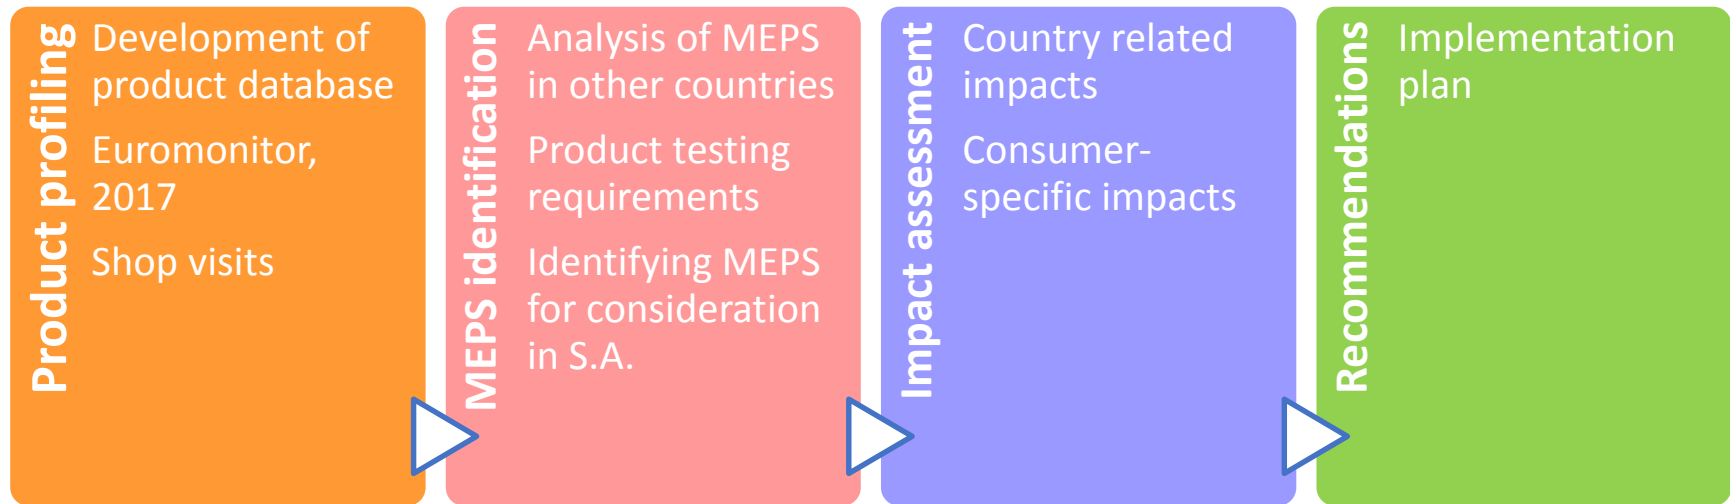 Product profiling
Development of
product database
Euromonitor,
2017
Shop visits
MEPS identification
Analysis of MEPS
in other countries
Product testing
requirements
Identifying MEPS
for consideration
in S.A.
Impact assessment
Country related
impacts
Consumer-
specific impacts
Recommendations
Implementation
plan